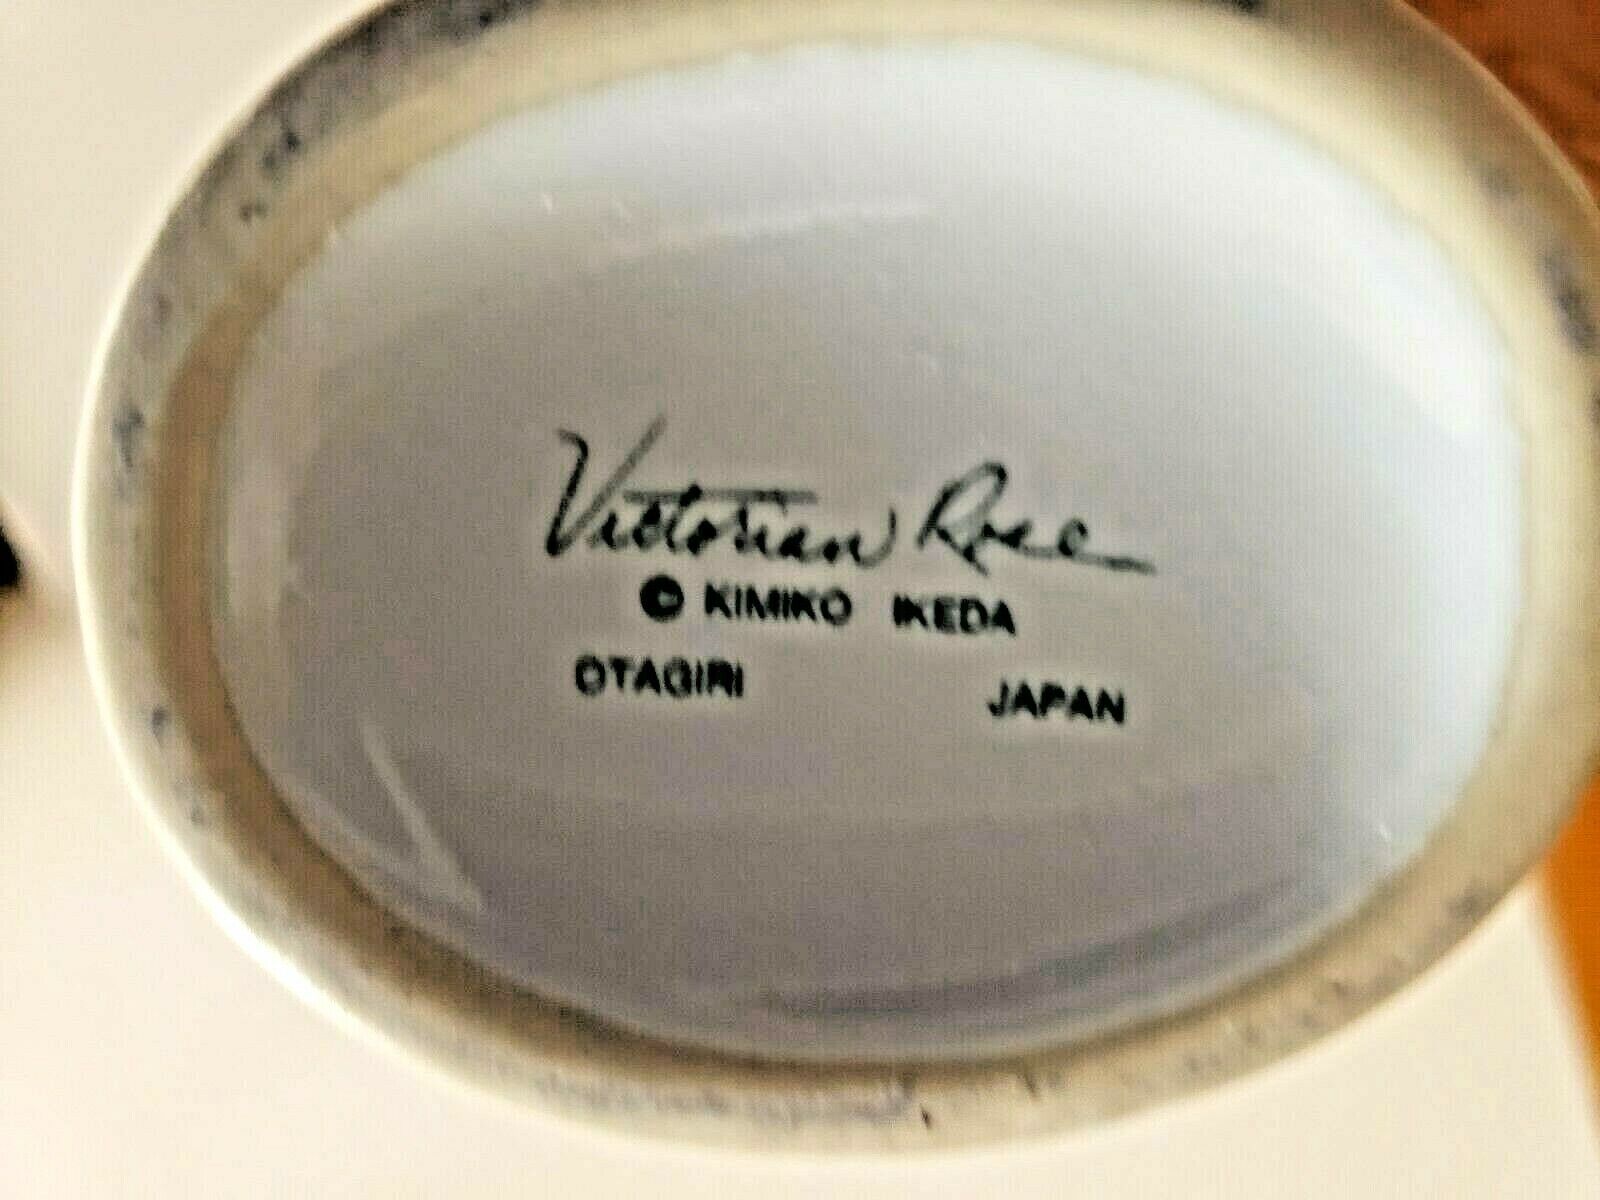 Victorian Rose
© KIMIKO IKEDA
OTAGIRI JAPAN